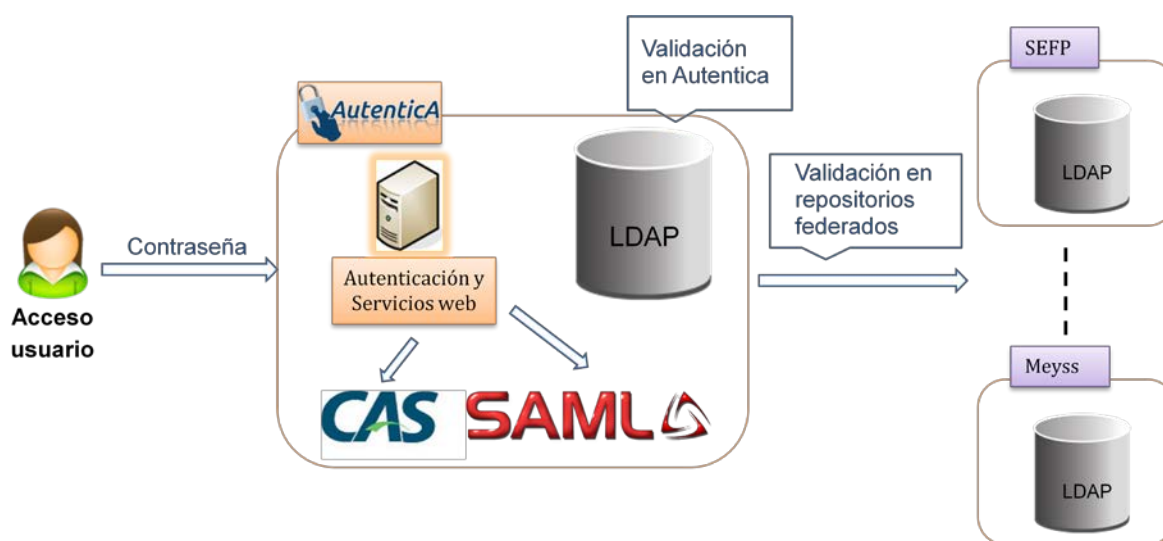 Validación
en Autentica
SEFP
AutenticA
LDAP
Validación en
repositorios
federados
LDAP
Contraseña
Autenticación y
Servicios web
Acceso
usuario
CAS
SAML
Meyss
LDAP